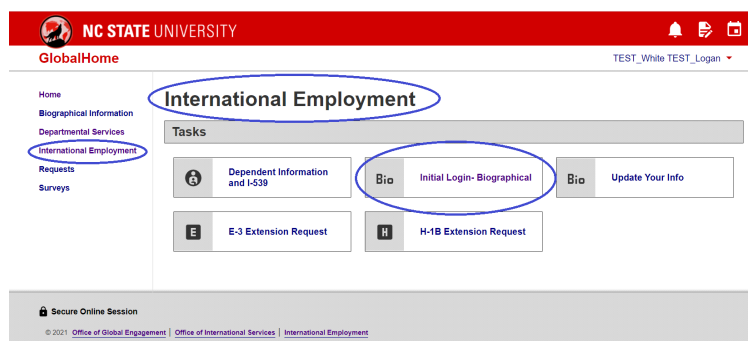 NC STATE UNIVERSITY
GlobalHome
TEST_White TEST_Logan
Home
Biographical Information
Departmental Services
International Employment
Requests
Surveys
International Employment
Tasks
Dependent Information
and I-539
Bio
Initial Login- Biographical
Bio
Update Your Info
E
E-3 Extension Request
H
H-1B Extension Request
Secure Online Session
© 2021 Office of Global Engagement | Office of International Services | International Employment